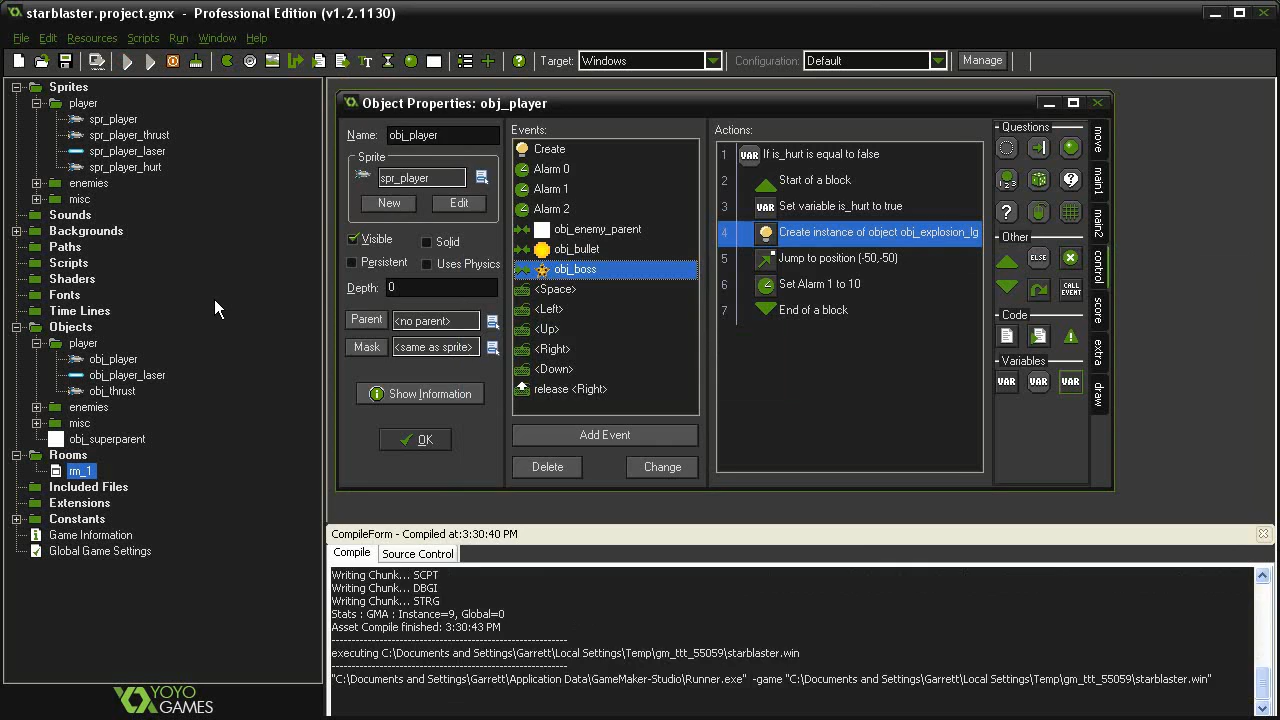 starblaster.project.gmx - Professional Edition (v1.2.1130)
File Edit Resources Scripts Run Window Help
Target: Windows Configuration: Default Manage
Sprites
player
spr_player
spr_player_thrust
spr_player_laser
spr_player_hurt
enemies
misc
Sounds
Backgrounds
Paths
Scripts
Shaders
Fonts
Time Lines
Objects
player
obj_player
obj_player_laser
obj_thrust
enemies
misc
obj_superparent
Rooms
rm_1
Included Files
Extensions
Constants
Game Information
Global Game Settings
YOYO
GAMES
Object Properties: obj_player
Name: obj_player
Sprite
spr_player
New Edit
Visible Solid
Persistent Uses Physics
Depth: 0
Parent <no parent>
Mask <same as sprite>
Show Information
OK
Events:
Create
Alarm 0
Alarm 1
Alarm 2
obj_enemy_parent
obj_bullet
obj_boss
<Space>
<Left>
<Up>
<Right>
<Down>
release <Right>
Add Event
Delete Change
Actions:
1 VAR If is_hurt is equal to false
2 Start of a block
3 VAR Set variable is_hurt to true
4 Create instance of object obj_explosion_lg
5 Jump to position (-50,-50)
6 Set Alarm 1 to 10
7 End of a block
Questions
Other
ELSE
CALL EVENT
Code
Variables
VAR VAR VAR
move
main1
main2
control
score
extra
draw
CompileForm - Compiled at:3:30:40 PM
Compile Source Control
Writing Chunk... SCPT
Writing Chunk... DBGI
Writing Chunk... STRG
Stats : GMA : Instance=9, Global=0
Asset Compile finished: 3:30:43 PM
executing C:\Documents and Settings\Garrett\Local Settings\Temp\gm_ttt_55059\starblaster.win
"C:\Documents and Settings\Garrett\Application Data\GameMaker-Studio\Runner.exe" -game "C:\Documents and Settings\Garrett\Local Settings\Temp\gm_ttt_55059\starblaster.win"